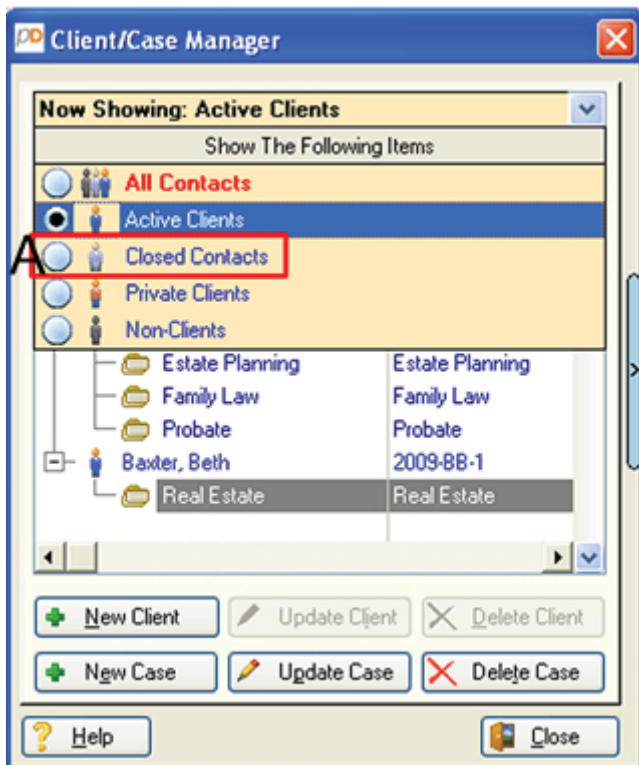 PD Client/Case Manager
Now Showing: Active Clients
Show The Following Items
All Contacts
Active Clients
A Closed Contacts
Private Clients
Non-Clients
Estate Planning Estate Planning
Family Law Family Law
Probate Probate
Baxter, Beth 2009-BB-1
Real Estate Real Estate
New Client Update Client Delete Client
New Case Update Case Delete Case
? Help Close